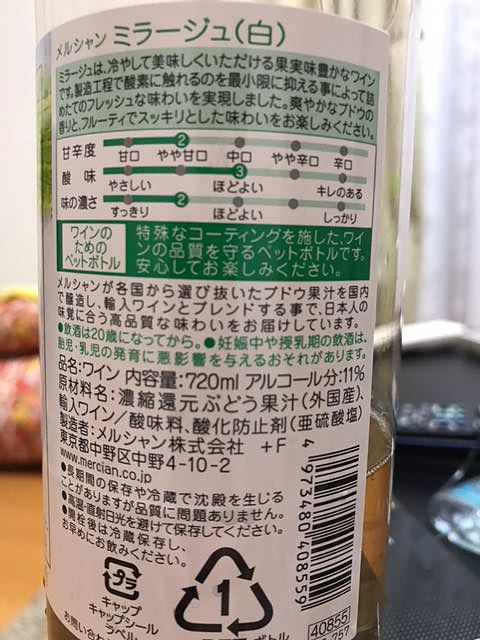 メルシャン ミラージュ(白)
ミラージュは、冷やして美味しくいただける果実味豊かなワイン
です。製造工程で酸素に触れるのを最小限に抑える事によって詰
めたてのフレッシュな味わいを実現しました。爽やかなブドウの
香りと、フルーティでスッキリとした味わいをお楽しみください。
甘辛度 2
甘口 やや甘口 中口 やや辛口 辛口
酸味 3
やさしい ほどよい キレのある
味の濃さ 2
すっきり ほどよい しっかり
ワインの
ための
ペットボトル
特殊なコーティングを施した、ワイ
ンの品質を守るペットボトルです。
安心してお楽しみください。
メルシャンが各国から選び抜いたブドウ果汁を国内
で醸造し、輸入ワインとブレンドする事で、日本人の
味覚に合う高品質な味わいをお届けしています。
●飲酒は20歳になってから。●妊娠中や授乳期の飲酒は、
胎児・乳児の発育に悪影響を与えるおそれがあります。
品名:ワイン 内容量:720ml アルコール分:11%
原材料名:濃縮還元ぶどう果汁(外国産)、
輸入ワイン/酸味料、酸化防止剤(亜硫酸塩)
製造者:メルシャン株式会社 +F
東京都中野区中野4-10-2
www.mercian.co.jp
●長期間の保存や冷蔵で沈殿を生じる
ことがありますが品質に問題ありません。
●高温・直射日光を避けて保存してください。
●開栓後は冷蔵保存し、
お早めにお飲みください。
4 973480 408559
プラ
キャップ
キャップシール
ラベル
1
40855